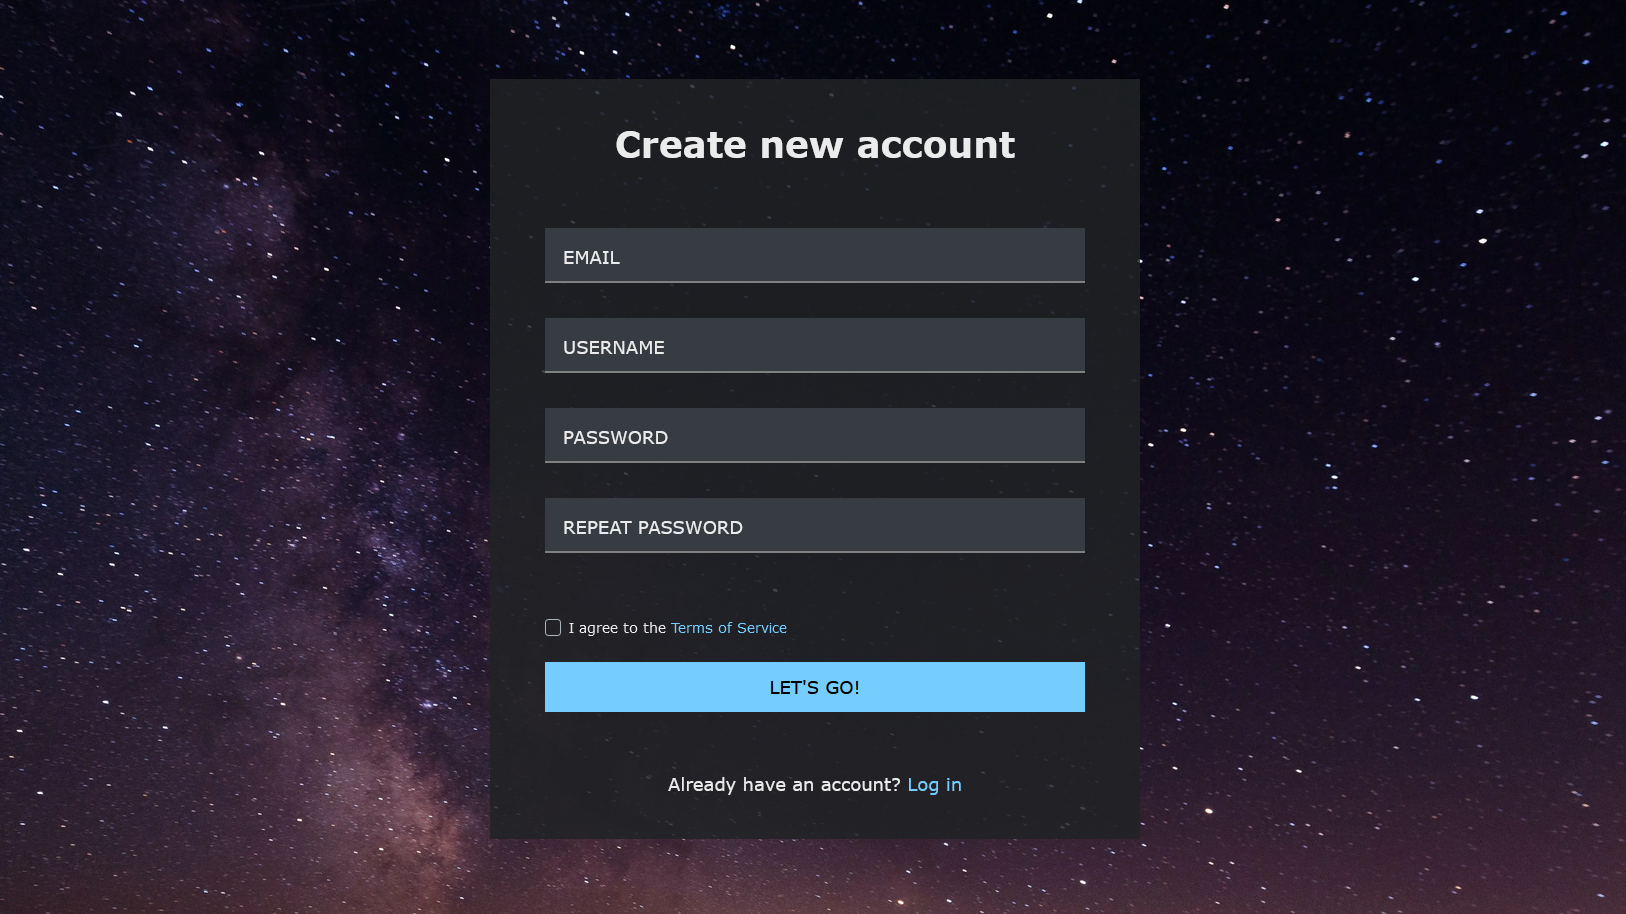 Create new account
EMAIL
USERNAME
PASSWORD
REPEAT PASSWORD
I agree to the Terms of Service
LET'S GO!
Already have an account? Log in